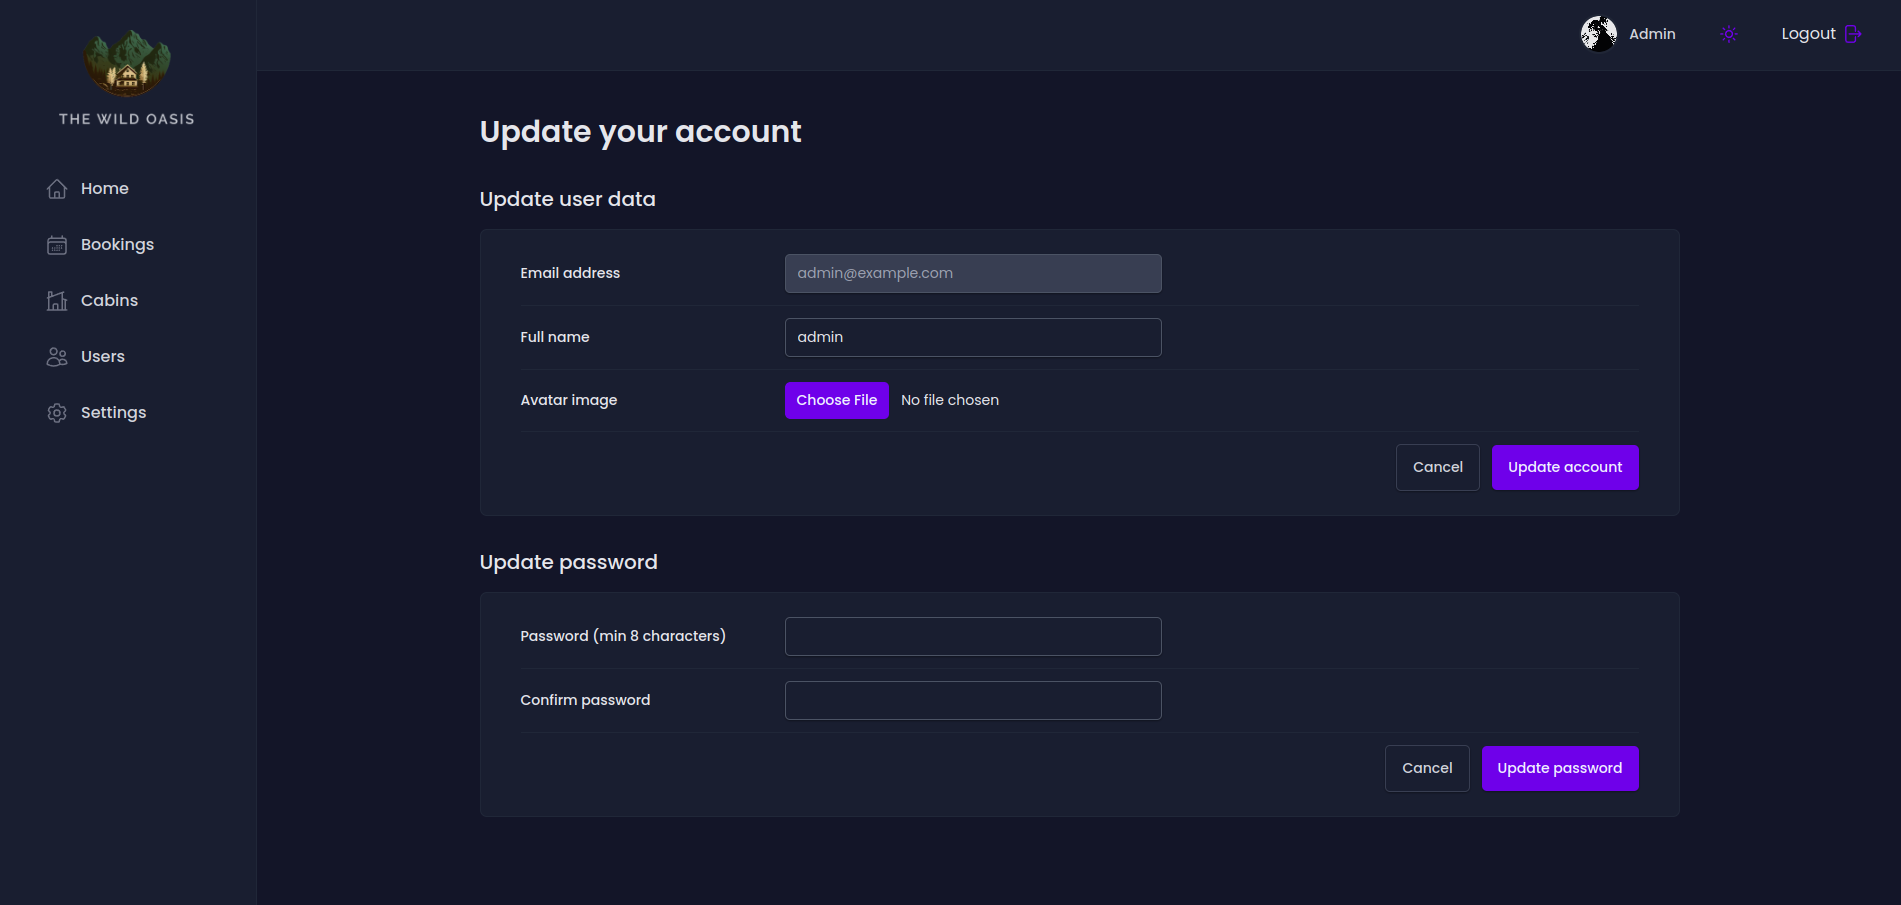 THE WILD OASIS
Home
Bookings
Cabins
Users
Settings
Admin
Logout
Update your account
Update user data
Email address
admin@example.com
Full name
admin
Avatar image
Choose File No file chosen
Cancel
Update account
Update password
Password (min 8 characters)
Confirm password
Cancel
Update password